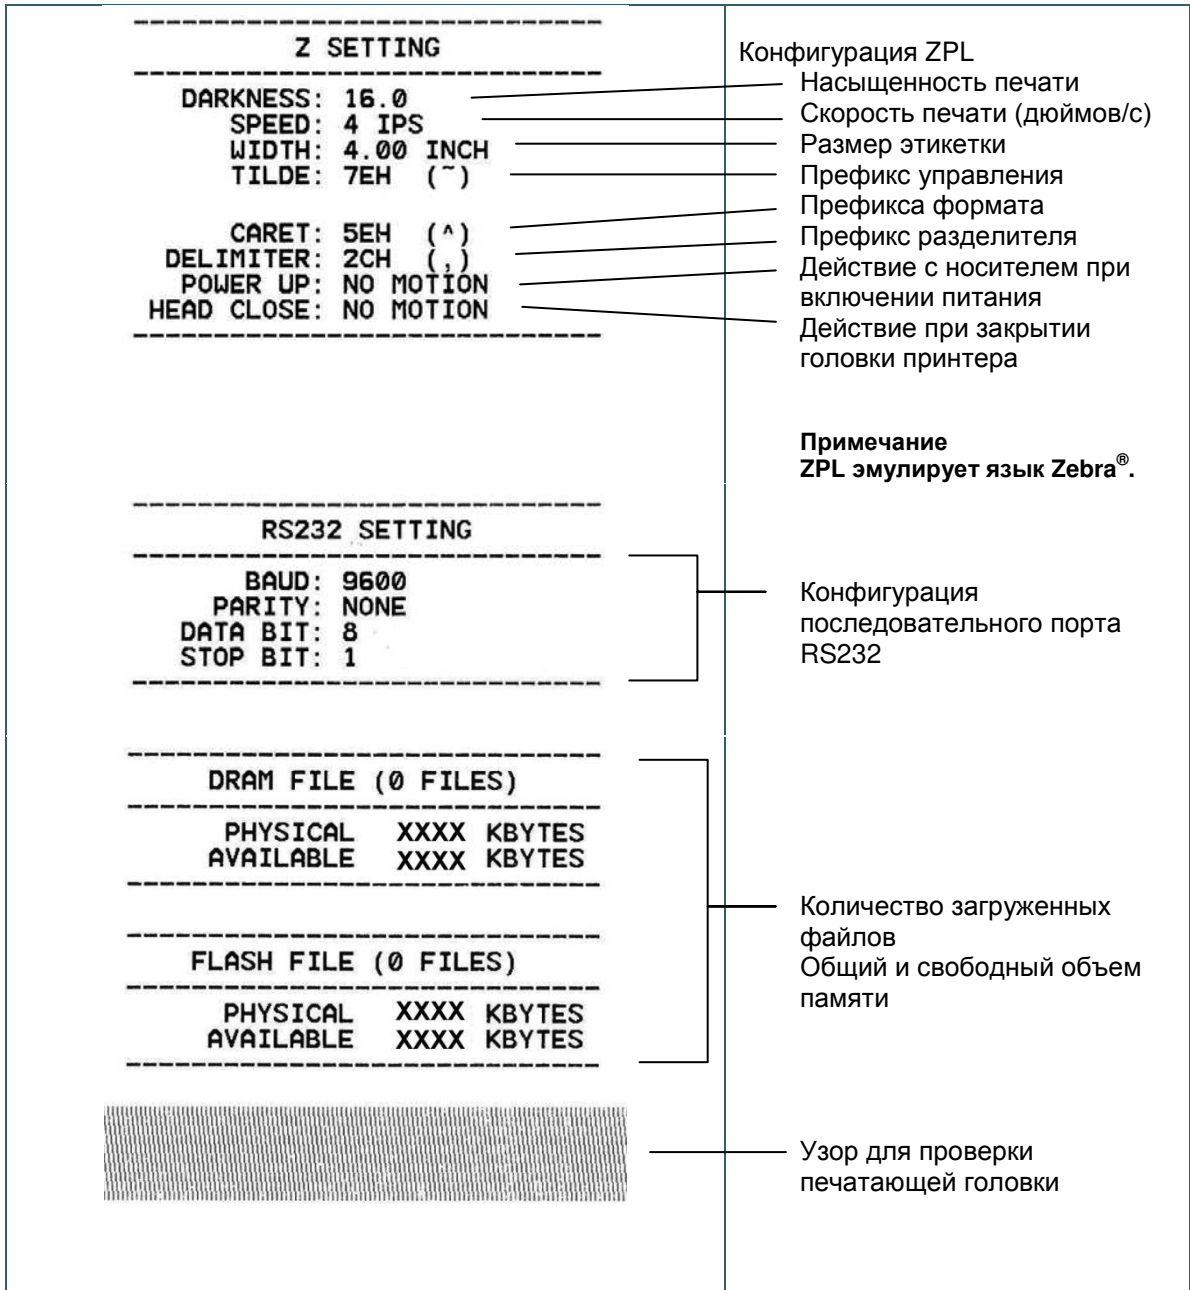 Z SETTING
DARKNESS: 16.0
SPEED: 4 IPS
WIDTH: 4.00 INCH
TILDE: 7EH (~)
CARET: 5EH (^)
DELIMITER: 2CH (,)
POWER UP: NO MOTION
HEAD CLOSE: NO MOTION
Конфигурация ZPL
Насыщенность печати
Скорость печати (дюймов/с)
Размер этикетки
Префикс управления
Префикса формата
Префикс разделителя
Действие с носителем при
включении питания
Действие при закрытии
головки принтера
Примечание
ZPL эмулирует язык Zebra®.
RS232 SETTING
BAUD: 9600
PARITY: NONE
DATA BIT: 8
STOP BIT: 1
Конфигурация
последовательного порта
RS232
DRAM FILE (0 FILES)
PHYSICAL XXXX KBYTES
AVAILABLE XXXX KBYTES
FLASH FILE (0 FILES)
PHYSICAL XXXX KBYTES
AVAILABLE XXXX KBYTES
Количество загруженных
файлов
Общий и свободный объем
памяти
Узор для проверки
печатающей головки